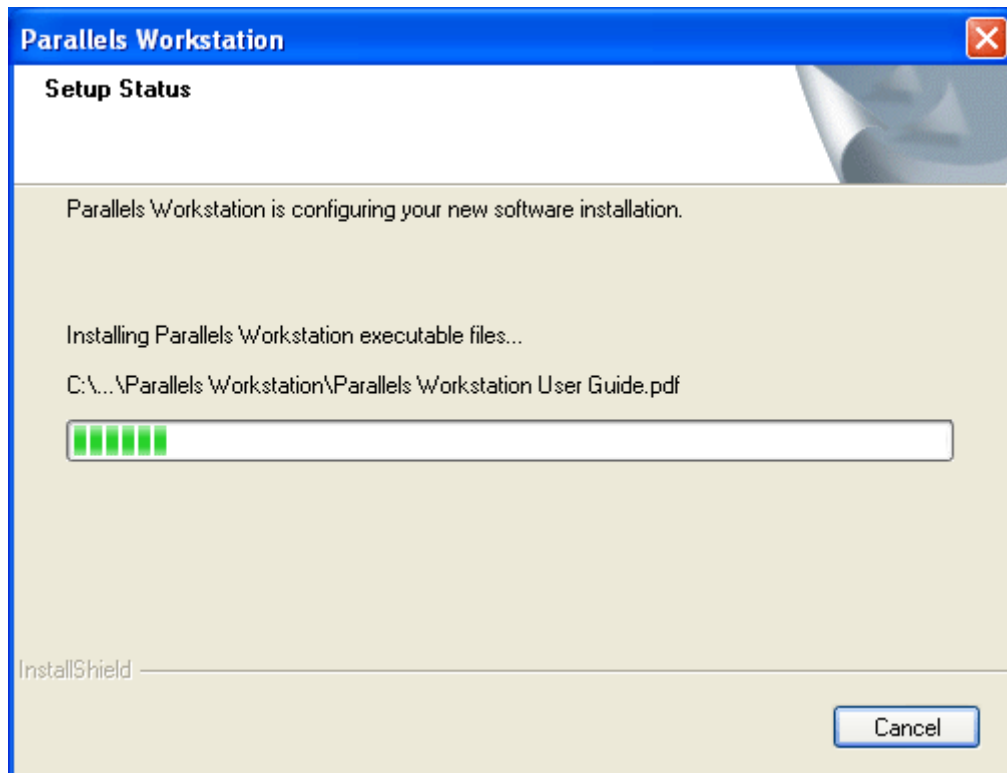 Parallels Workstation
Setup Status
Parallels Workstation is configuring your new software installation.
Installing Parallels Workstation executable files...
C:\...\Parallels Workstation\Parallels Workstation User Guide.pdf
InstallShield
Cancel